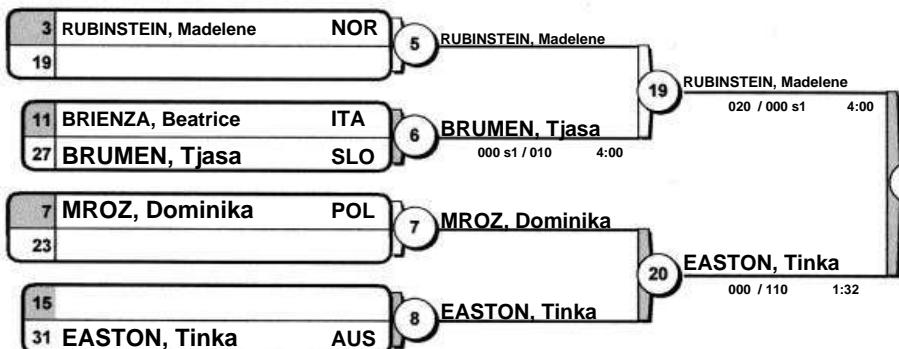 3 RUBINSTEIN, Madelene NOR
19
5 RUBINSTEIN, Madelene
11 BRIENZA, Beatrice ITA
27 BRUMEN, Tjasa SLO
6 BRUMEN, Tjasa
000 s1 / 010 4:00
19 RUBINSTEIN, Madelene
020 / 000 s1 4:00
7 MROZ, Dominika POL
23
7 MROZ, Dominika
15
31 EASTON, Tinka AUS
8 EASTON, Tinka
20 EASTON, Tinka
000 / 110 1:32